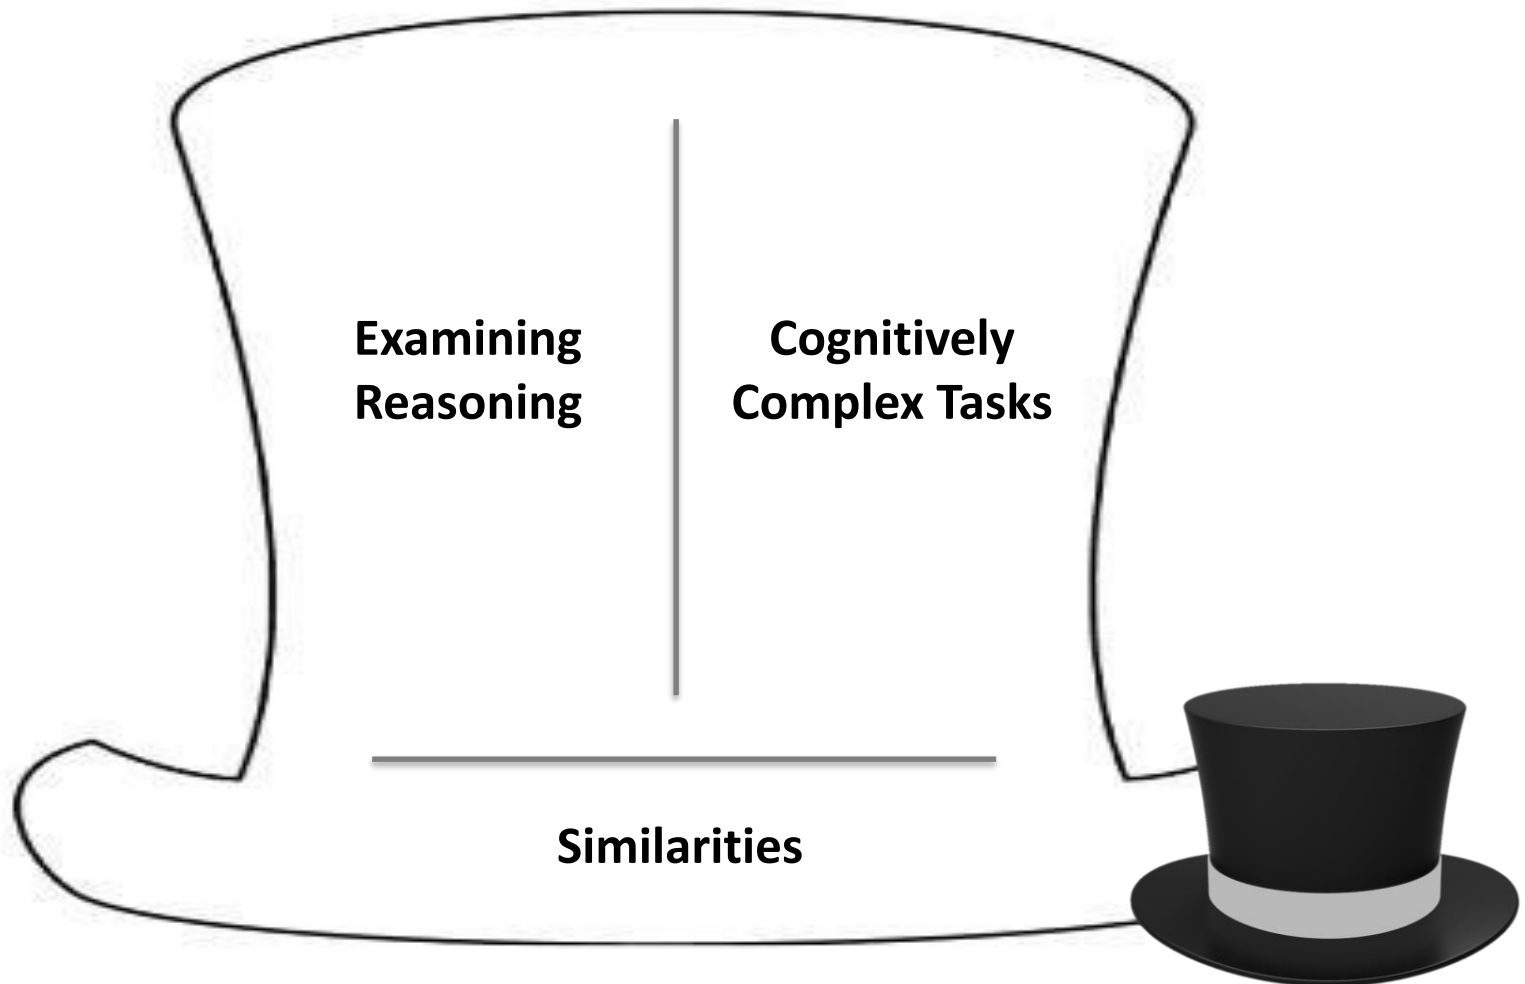 Examining
Reasoning
Cognitively
Complex Tasks
Similarities